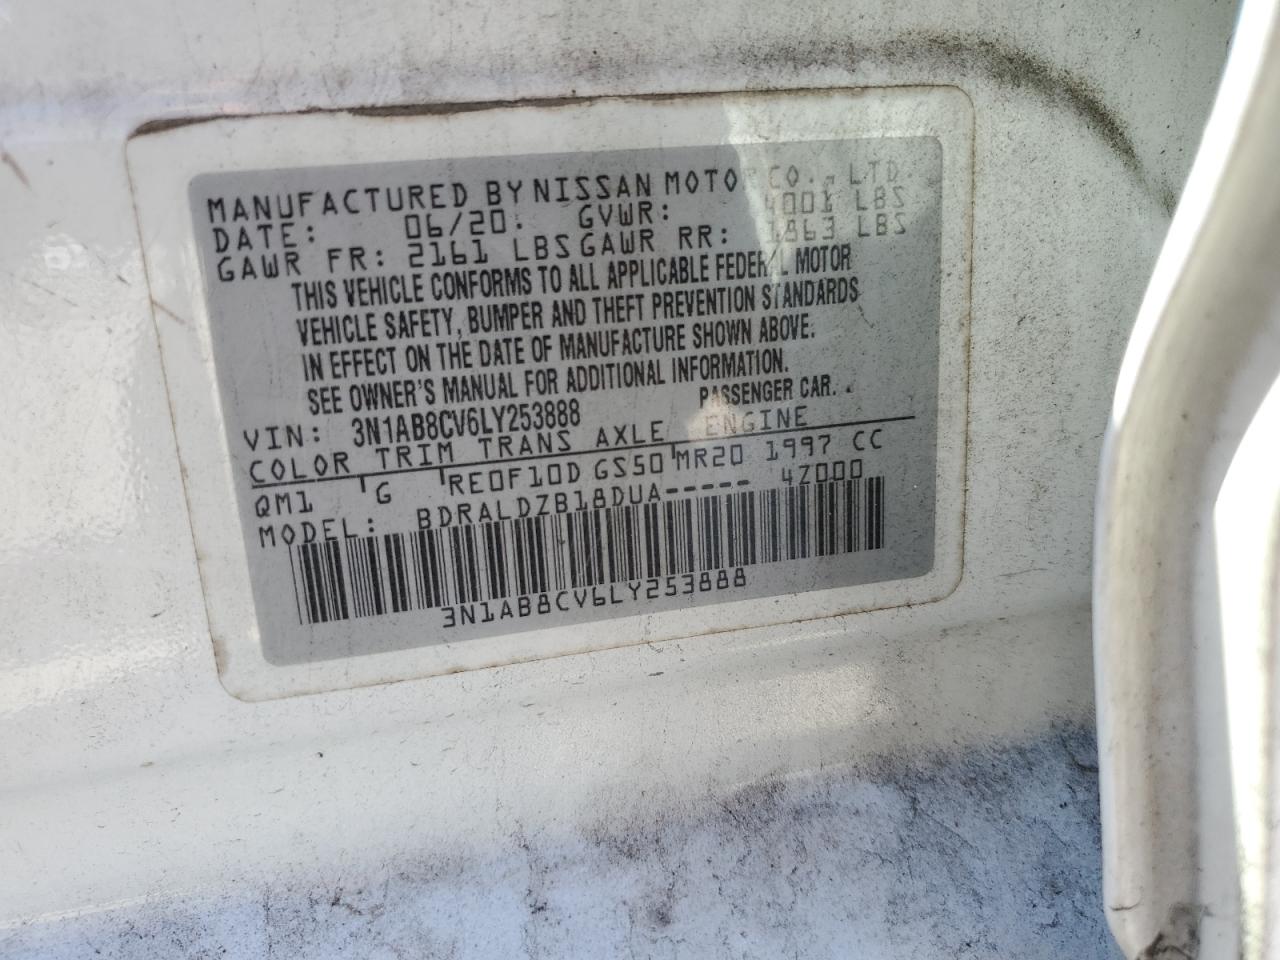 MANUFACTURED BY NISSAN MOTOR CO., LTD.
DATE: 06/20. GVWR: 4001 LBS
GAWR FR: 2161 LBS GAWR RR: 1863 LBS
THIS VEHICLE CONFORMS TO ALL APPLICABLE FEDERAL MOTOR
VEHICLE SAFETY, BUMPER AND THEFT PREVENTION STANDARDS
IN EFFECT ON THE DATE OF MANUFACTURE SHOWN ABOVE.
SEE OWNER'S MANUAL FOR ADDITIONAL INFORMATION.
VIN: 3N1AB8CV6LY253888 PASSENGER CAR.
COLOR TRIM TRANS AXLE ENGINE
QM1 G RE0F10D GS50 MR20 1997 CC
MODEL: BDRALDZB18DUA----- 4Z000
3N1AB8CV6LY253888